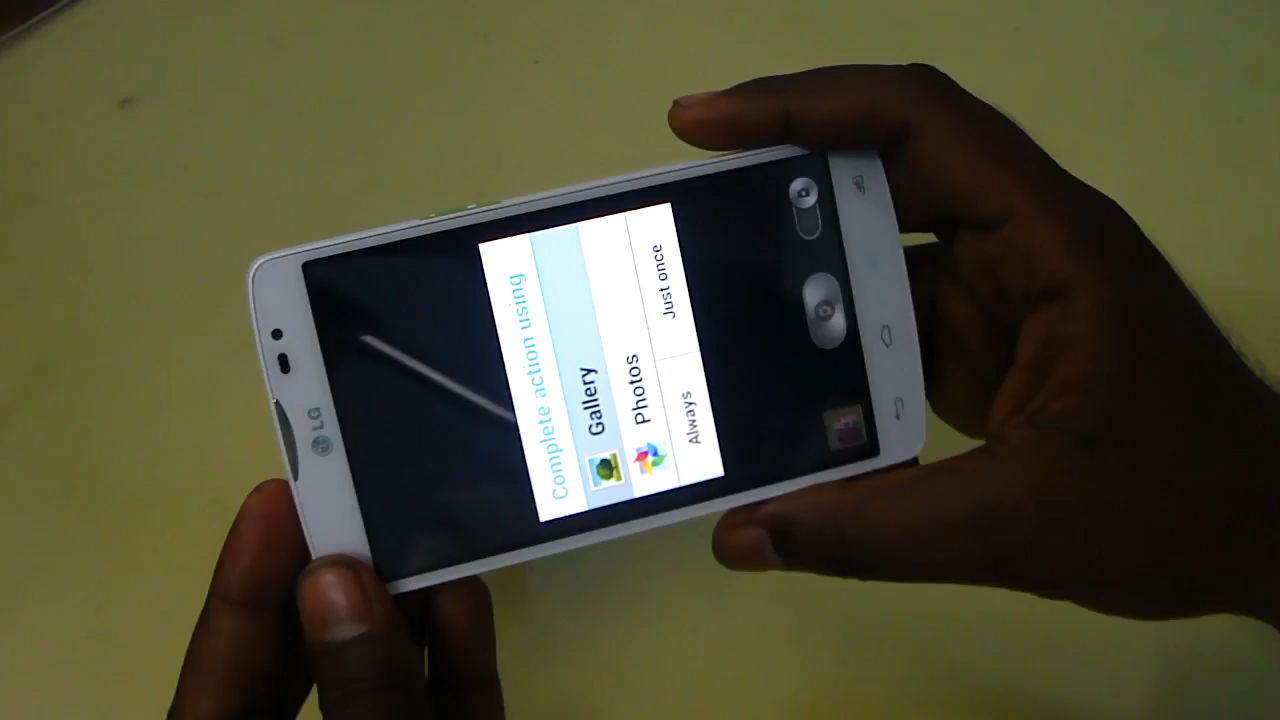 LG
Complete action using
Gallery
Photos
Always
Just once